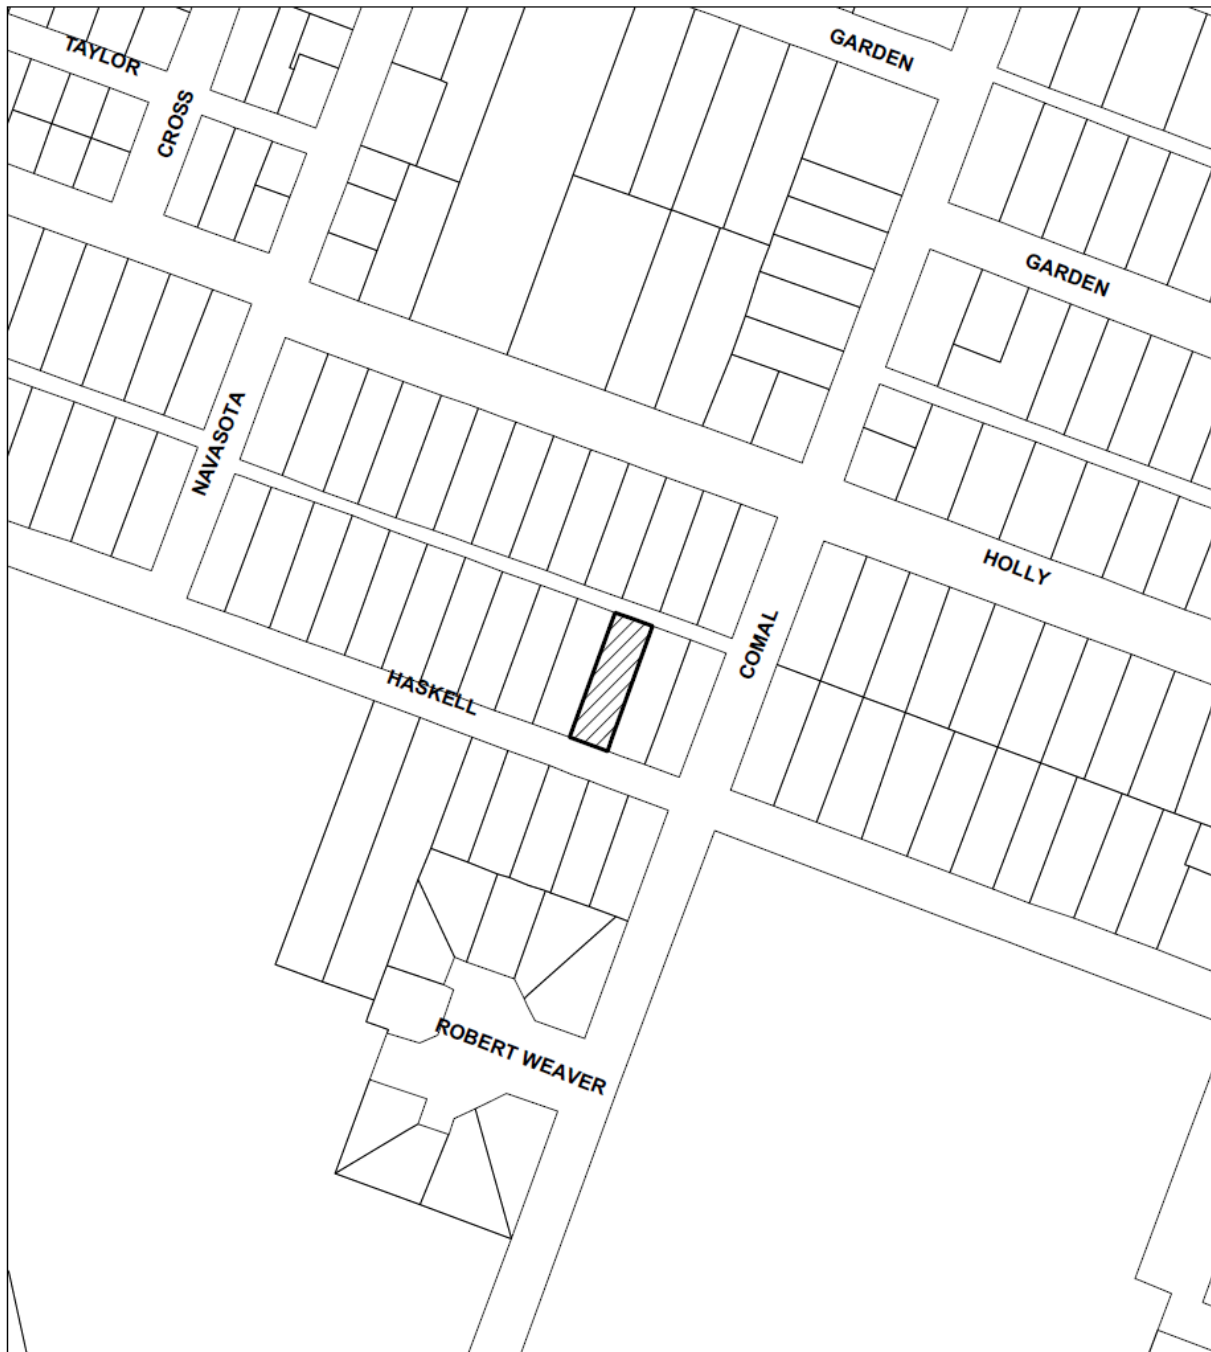 GARDEN
TAYLOR
CROSS
GARDEN
NAVASOTA
HOLLY
COMAL
HASKELL
ROBERT WEAVER